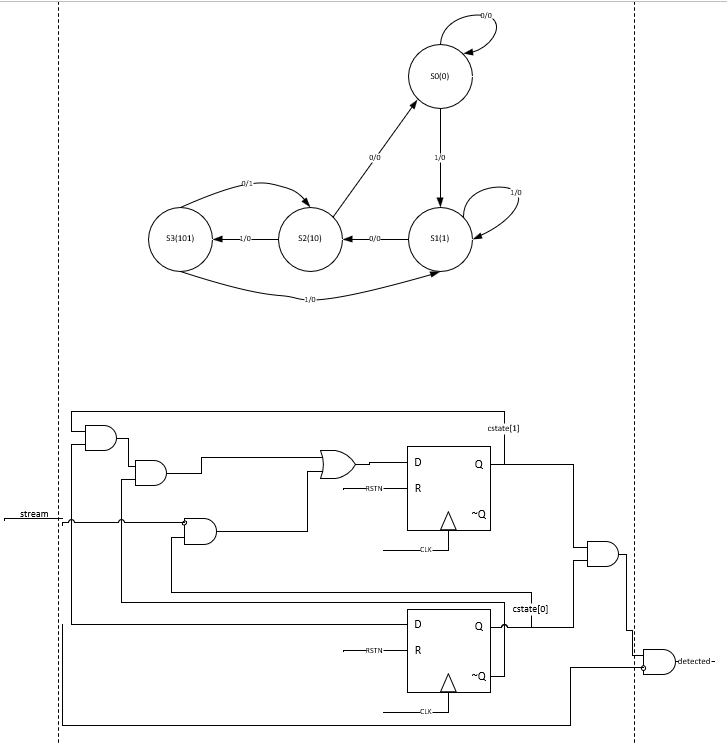 0/0
S0(0)
0/0
1/0
0/1
1/0
S3(101)
1/0
S2(10)
0/0
S1(1)
1/0
cstate[1]
D
Q
RSTN
R
stream
~Q
CLK
cstate[0]
D
Q
RSTN
R
detected
~Q
CLK